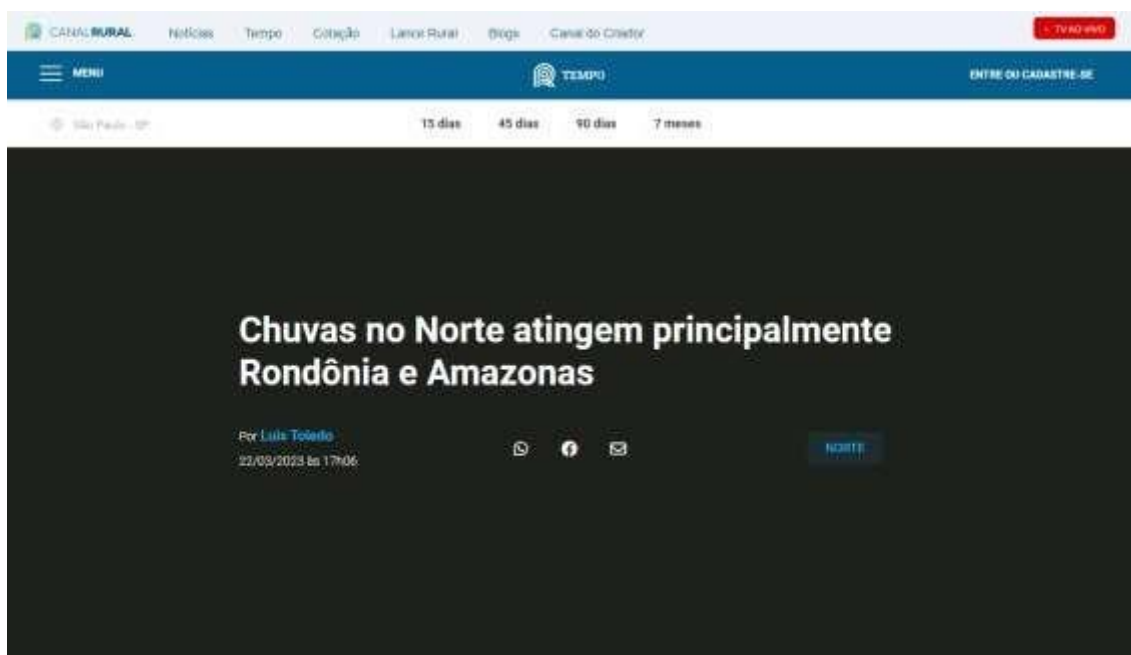 CANAL RURAL Notícias Tempo Cotação Lance Rural Blogs Canal do Criador TV AO VIVO
MENU TEMPO ENTRE OU CADASTRE-SE
São Paulo - SP 15 dias 45 dias 90 dias 7 meses
Chuvas no Norte atingem principalmente
Rondônia e Amazonas
Por Luis Toledo
22/03/2023 às 17h06
NORTE